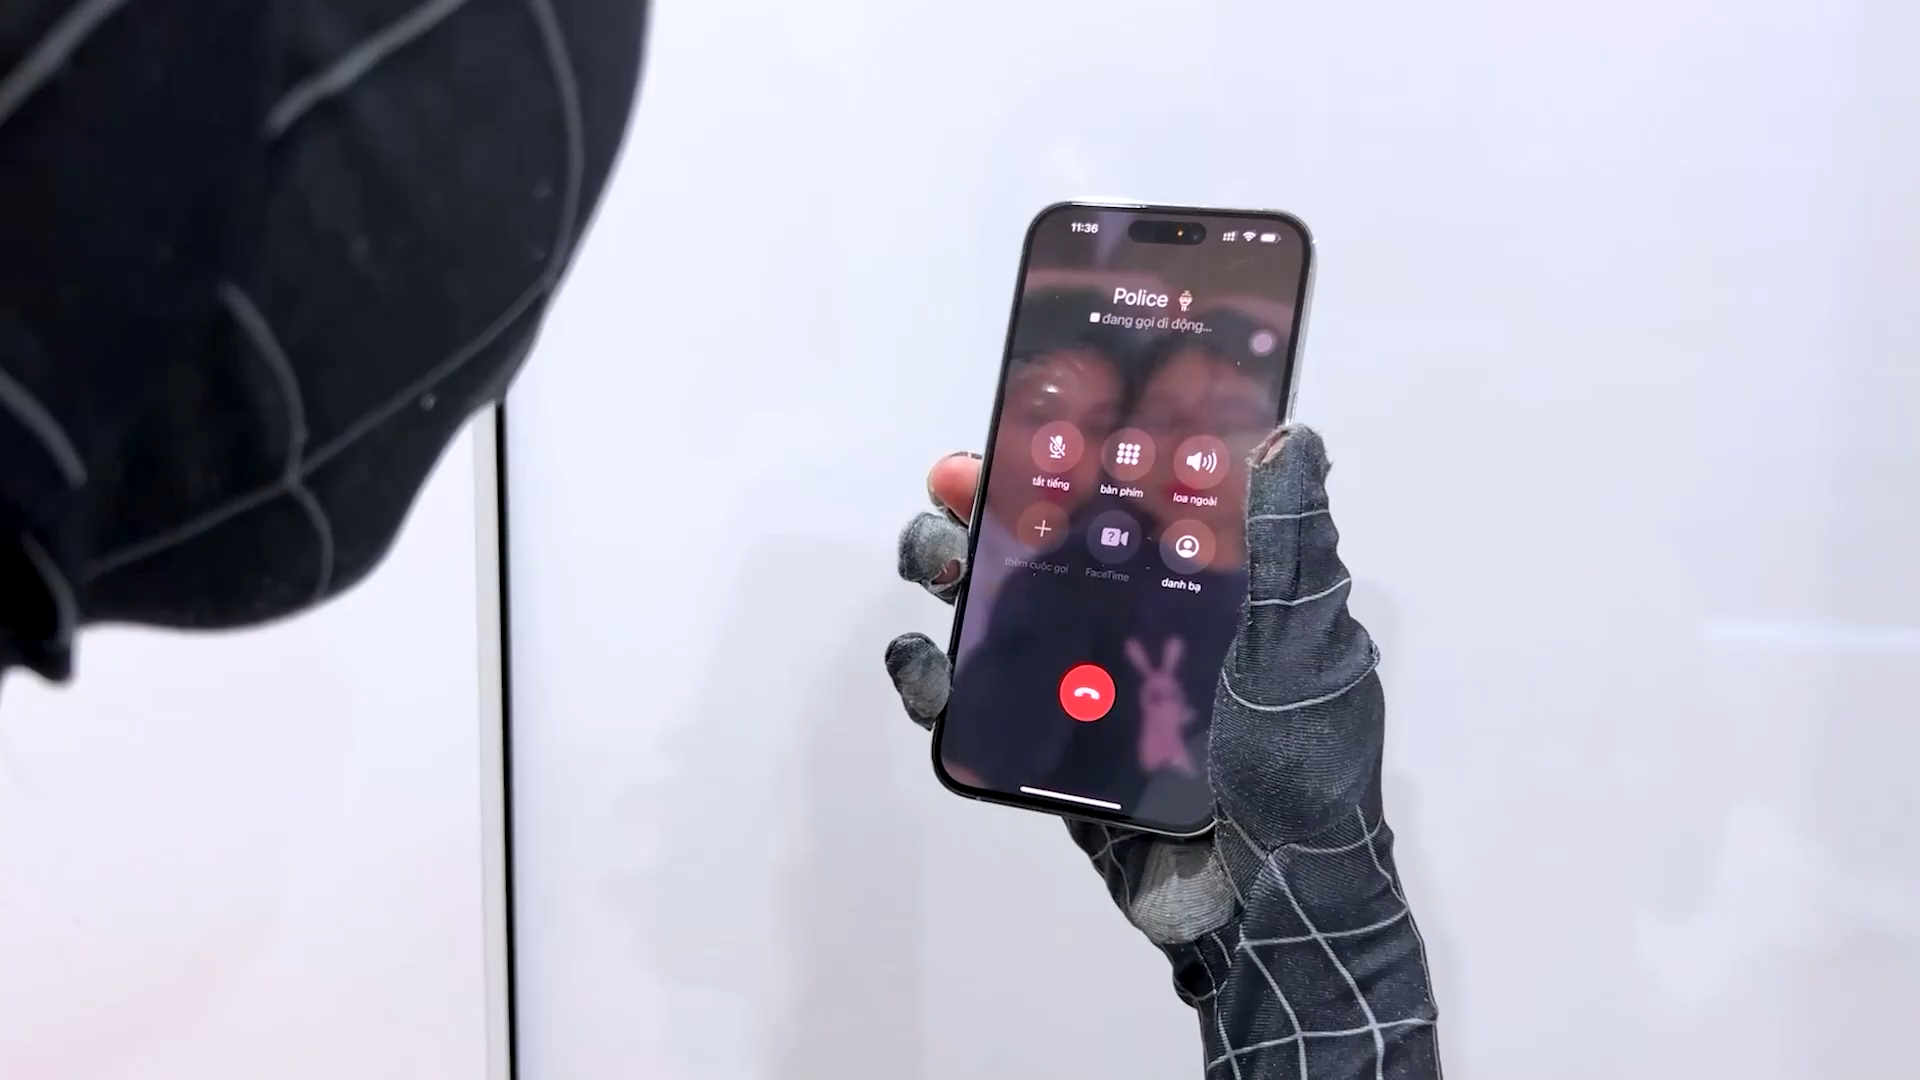 11:36
Police
đang gọi di động...
tắt tiếng
bàn phím
loa ngoài
thêm cuộc gọi
FaceTime
danh bạ